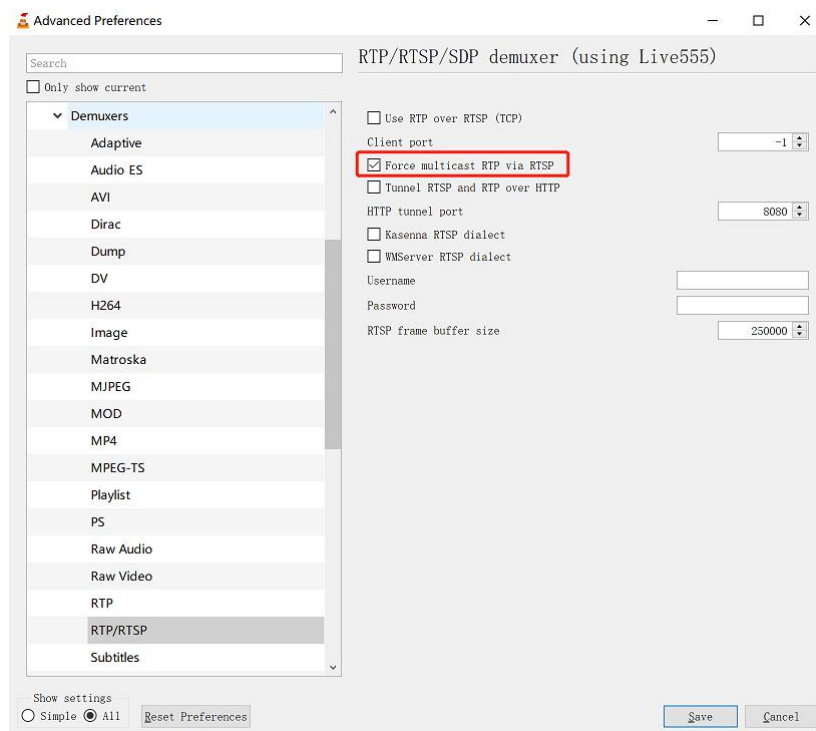 Advanced Preferences
Search
Only show current
Demuxers
Adaptive
Audio ES
AVI
Dirac
Dump
DV
H264
Image
Matroska
MJPEG
MOD
MP4
MPEG-TS
Playlist
PS
Raw Audio
Raw Video
RTP
RTP/RTSP
Subtitles
RTP/RTSP/SDP demuxer (using Live555)
Use RTP over RTSP (TCP)
Client port -1
Force multicast RTP via RTSP
Tunnel RTSP and RTP over HTTP
HTTP tunnel port 8080
Kasenna RTSP dialect
WMServer RTSP dialect
Username
Password
RTSP frame buffer size 250000
Show settings
Simple All Reset Preferences Save Cancel